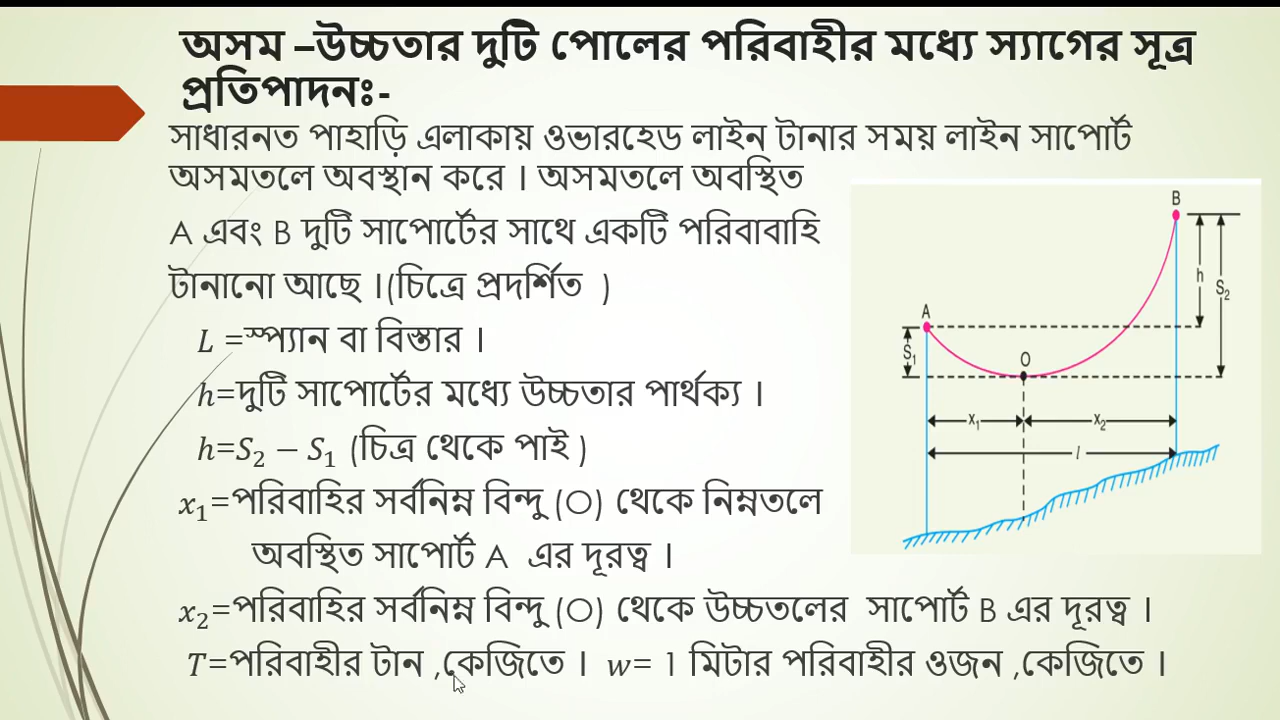 অসম –উচ্চতার দুটি পোলের পরিবাহীর মধ্যে স্যাগের সূত্র
প্রতিপাদনঃ-
সাধারনত পাহাড়ি এলাকায় ওভারহেড লাইন টানার সময় লাইন সাপোর্ট
অসমতলে অবস্থান করে । অসমতলে অবস্থিত
A এবং B দুটি সাপোর্টের সাথে একটি পরিবাবাহি
টানানো আছে ।(চিত্রে প্রদর্শিত )
L =স্প্যান বা বিস্তার ।
h=দুটি সাপোর্টের মধ্যে উচ্চতার পার্থক্য ।
h=S₂ − S₁ (চিত্র থেকে পাই )
x₁=পরিবাহির সর্বনিম্ন বিন্দু (O) থেকে নিম্নতলে
অবস্থিত সাপোর্ট A এর দূরত্ব ।
x₂=পরিবাহির সর্বনিম্ন বিন্দু (O) থেকে উচ্চতলের সাপোর্ট B এর দূরত্ব ।
T=পরিবাহীর টান ,কেজিতে । w= 1 মিটার পরিবাহীর ওজন ,কেজিতে ।
B
h
S₂
A
S₁
O
x₁
x₂
l